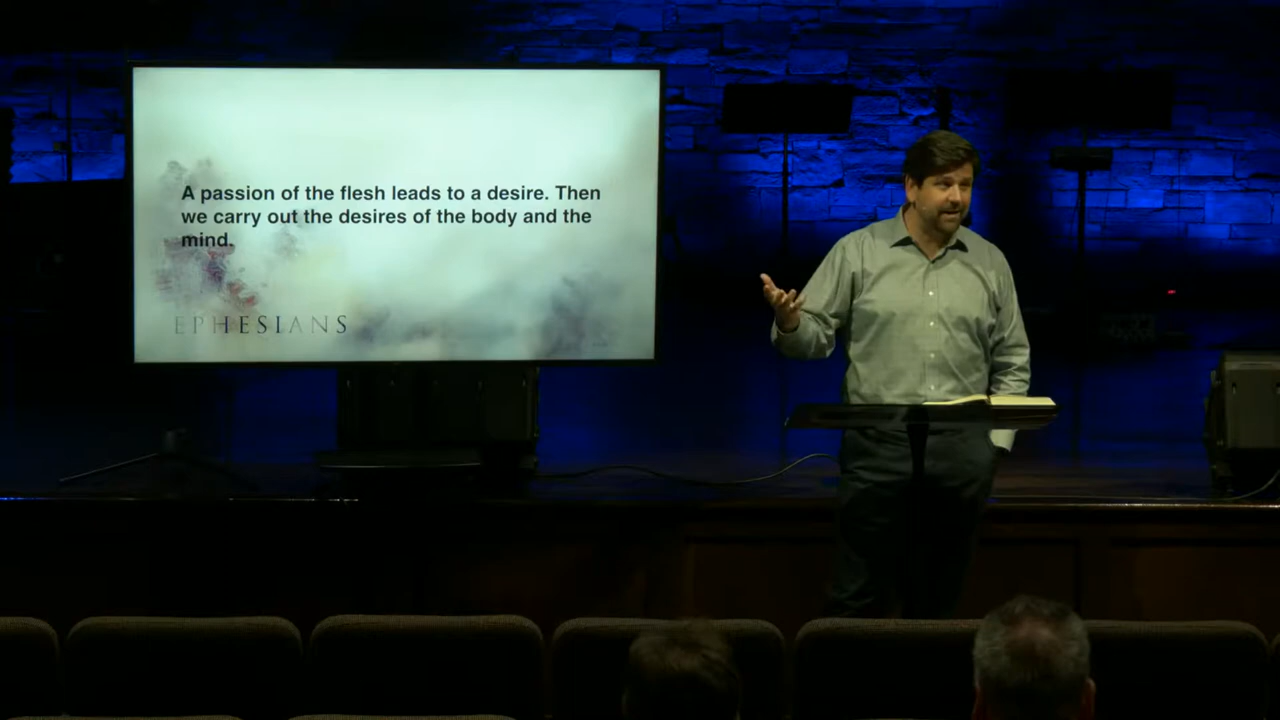 A passion of the flesh leads to a desire. Then
we carry out the desires of the body and the
mind.
EPHESIANS